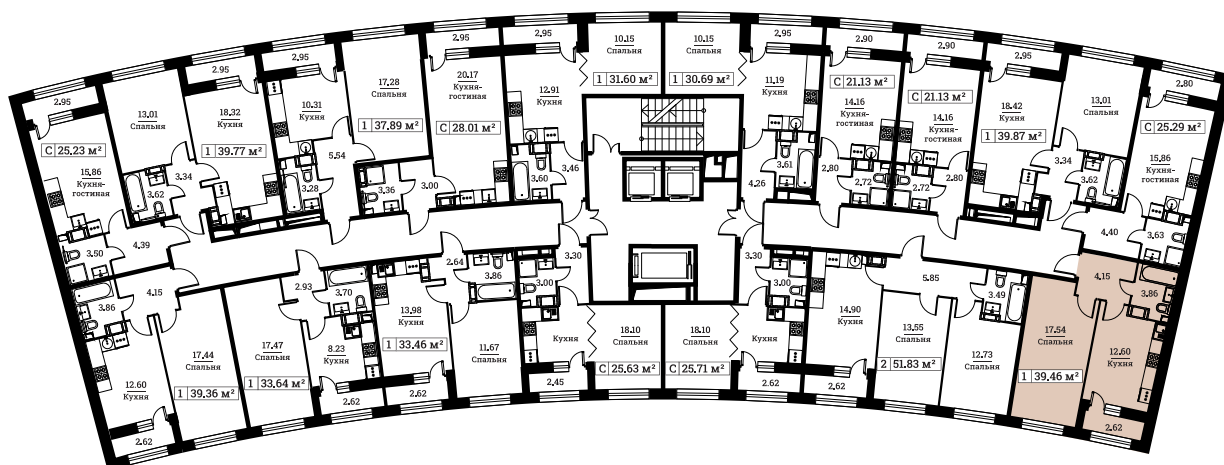 2.95
С 25.23 м²
15.86
Кухня-
гостиная
3.50
4.39
13.01
Спальня
3.62
3.34
2.95
18.32
Кухня
1 39.77 м²
2.95
10.31
Кухня
5.54
3.28
17.28
Спальня
1 37.89 м²
3.36
3.00
2.95
20.17
Кухня-
гостиная
С 28.01 м²
2.95
12.91
Кухня
3.60
3.46
10.15
Спальня
1 31.60 м²
10.15
Спальня
1 30.69 м²
2.95
11.19
Кухня
3.61
4.26
2.90
С 21.13 м²
14.16
Кухня-
гостиная
2.80
2.72
2.90
С 21.13 м²
14.16
Кухня-
гостиная
2.72
2.80
2.95
18.42
Кухня
1 39.87 м²
3.34
13.01
Спальня
3.62
2.80
С 25.29 м²
15.86
Кухня-
гостиная
4.40
3.63
3.86
4.15
12.60
Кухня
2.62
17.44
Спальня
1 39.36 м²
17.47
Спальня
1 33.64 м²
2.93
3.70
8.23
Кухня
2.62
13.98
Кухня
1 33.46 м²
2.62
2.64
3.86
11.67
Спальня
3.30
3.00
Кухня
2.45
18.10
Спальня
С 25.63 м²
18.10
Спальня
С 25.71 м²
3.30
3.00
Кухня
2.62
14.90
Кухня
2.62
5.85
13.55
Спальня
2 51.83 м²
3.49
12.73
Спальня
17.54
Спальня
1 39.46 м²
4.15
3.86
12.60
Кухня
2.62